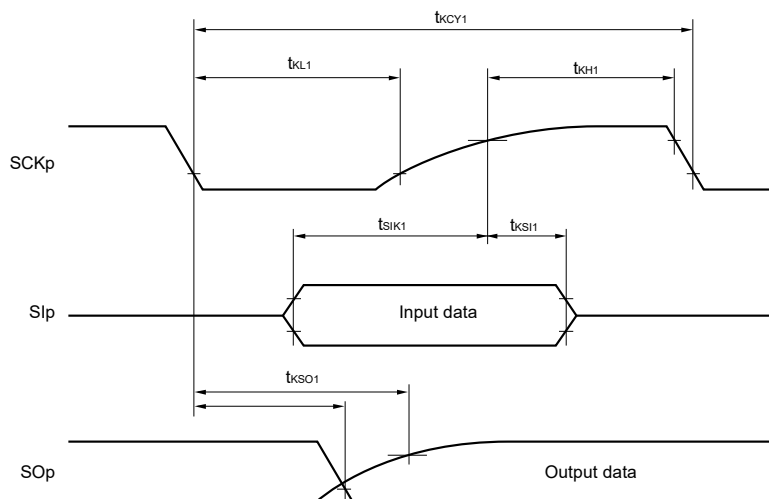 tKCY1
tKL1
tKH1
SCKp
tSIK1
tKSI1
SIp
Input data
tKSO1
SOp
Output data